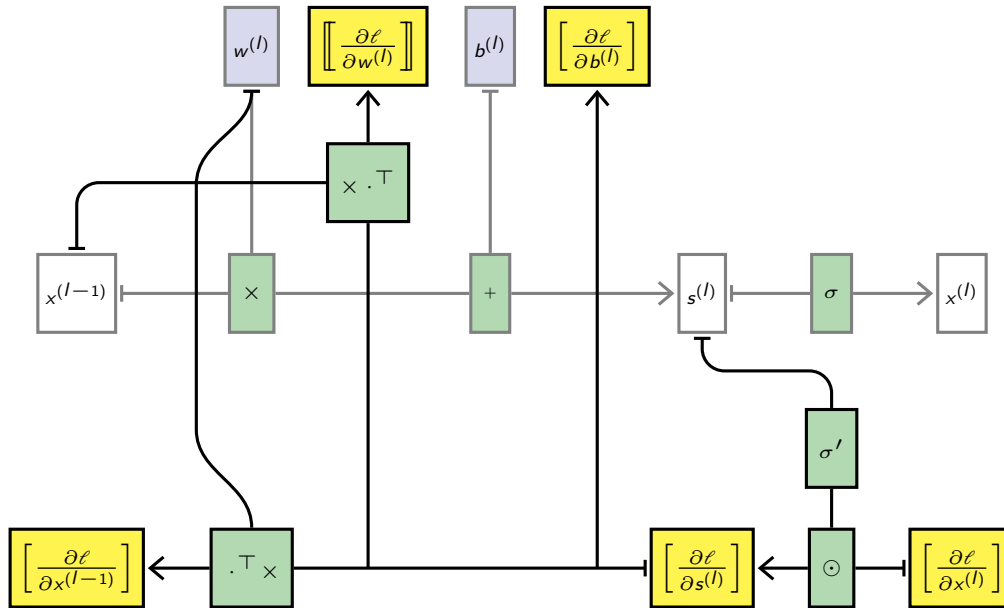 w^(l) [[ ∂ℓ/∂w^(l) ]] b^(l) [ ∂ℓ/∂b^(l) ]
× ·^⊤
x^(l−1) × + s^(l) σ x^(l)
σ′
[ ∂ℓ/∂x^(l−1) ] ·^⊤ × [ ∂ℓ/∂s^(l) ] ⊙ [ ∂ℓ/∂x^(l) ]